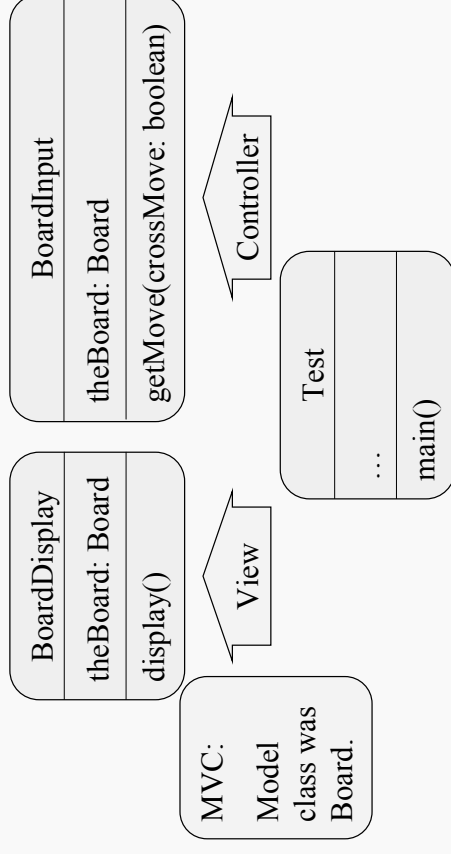 BoardDisplay
theBoard: Board
display()
BoardInput
theBoard: Board
getMove(crossMove: boolean)
MVC:
Model
class was
Board.
View
Controller
Test
…
main()